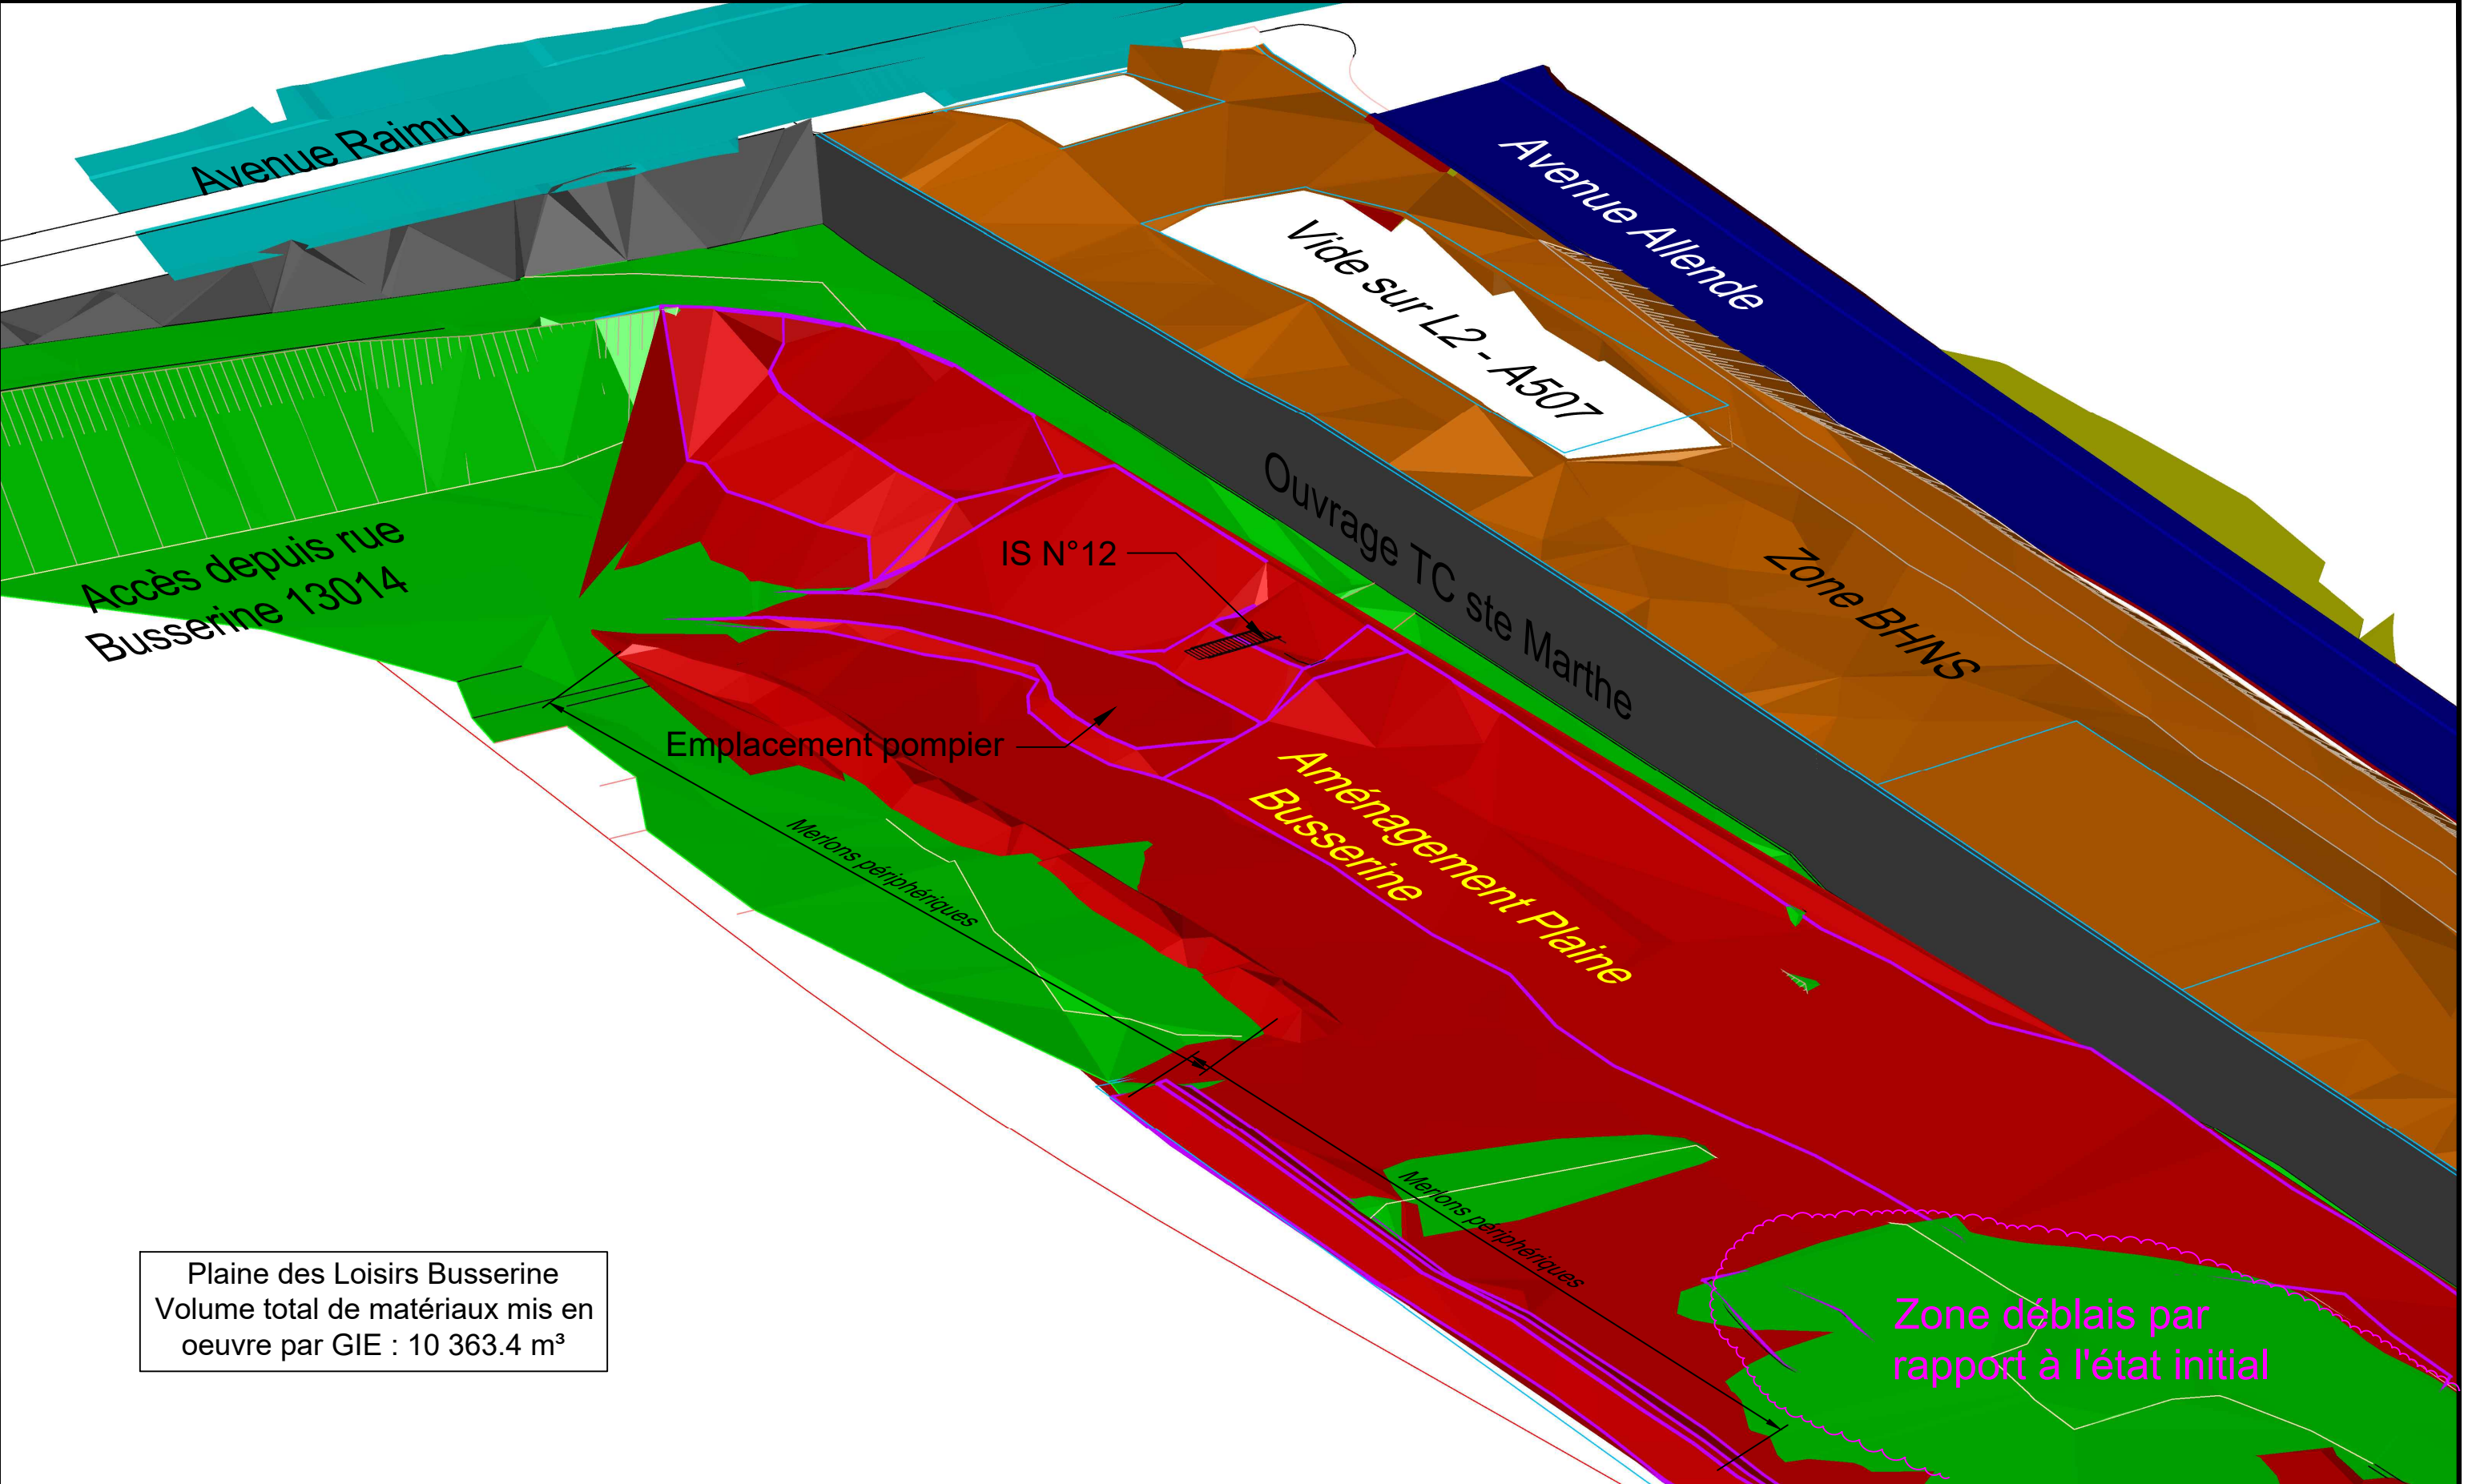 Avenue Raimu
Avenue Allende
Vide sur L2 - A507
Ouvrage TC ste Marthe
Zone BHNS
Accès depuis rue
Busserine 13014
IS N°12
Emplacement pompier
Aménagement Plaine
Busserine
Merlons périphériques
Merlons périphériques
Plaine des Loisirs Busserine
Volume total de matériaux mis en
oeuvre par GIE : 10 363.4 m³
Zone déblais par
rapport à l'état initial